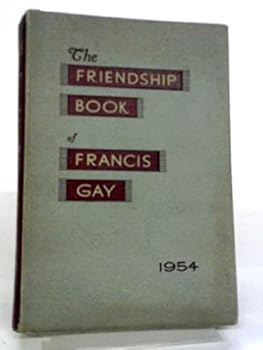 The
FRIENDSHIP
BOOK
of
FRANCIS
GAY
1954